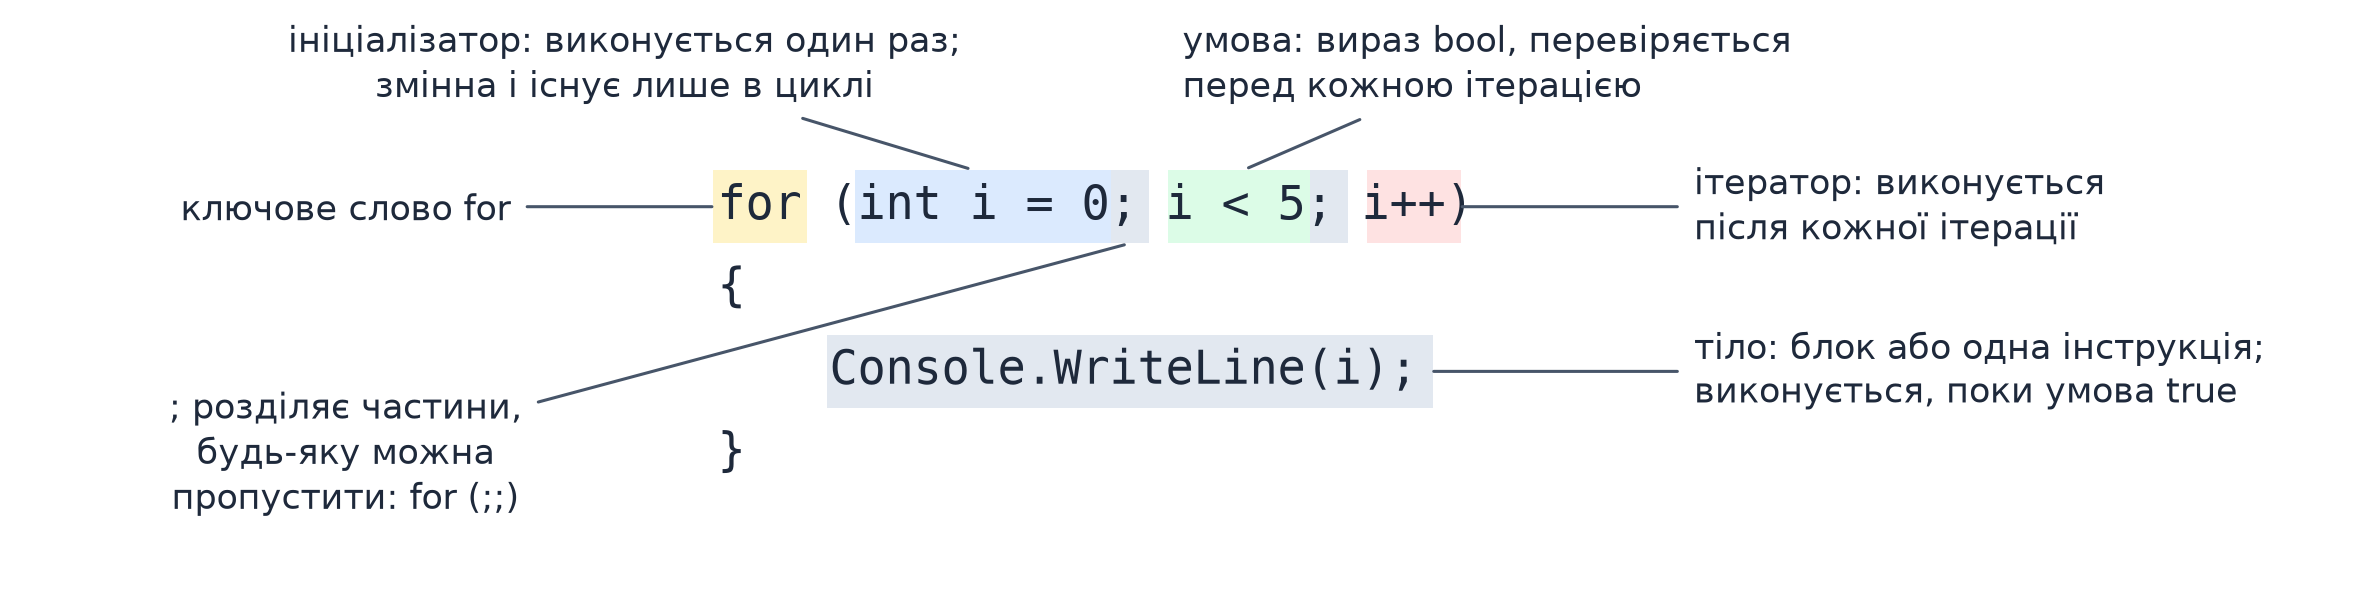 ініціалізатор: виконується один раз;
змінна i існує лише в циклі
умова: вираз bool, перевіряється
перед кожною ітерацією
ключове слово for
for (int i = 0; i < 5; i++)
ітератор: виконується
після кожної ітерації
{
Console.WriteLine(i);
тіло: блок або одна інструкція;
виконується, поки умова true
; розділяє частини,
будь-яку можна
пропустити: for (;;)
}